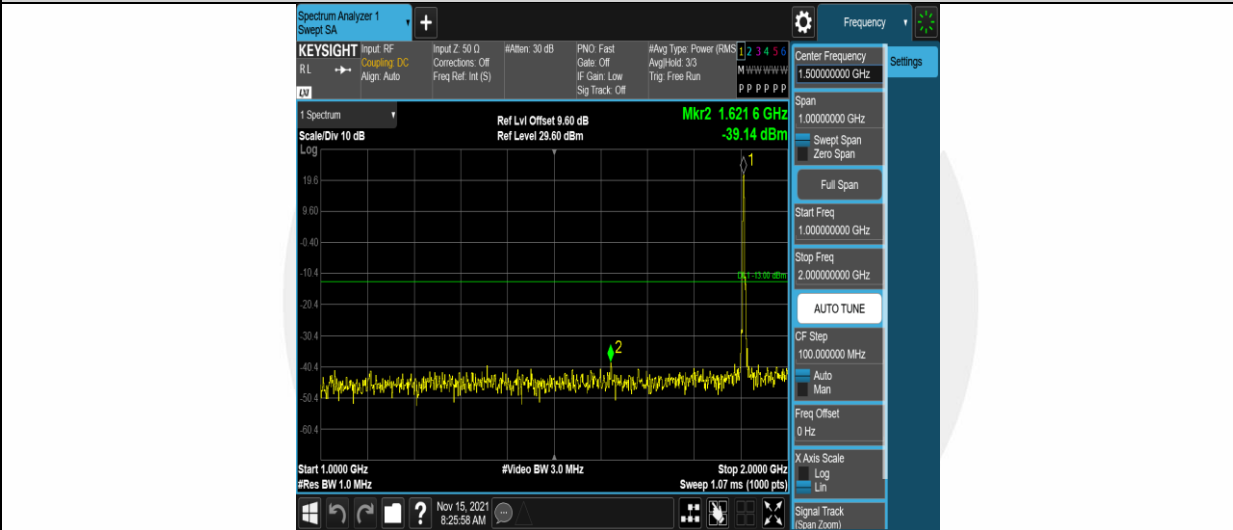 Spectrum Analyzer 1
Swept SA
+
Frequency
KEYSIGHT
RL
LXI
Input: RF
Coupling: DC
Align: Auto
Input Z: 50 Ω
Corrections: Off
Freq Ref: Int (S)
#Atten: 30 dB
PNO: Fast
Gate: Off
IF Gain: Low
Sig Track: Off
#Avg Type: Power (RMS
Avg|Hold: 3/3
Trig: Free Run
1 2 3 4 5 6
M W W W W W
P P P P P P
1 Spectrum
Scale/Div 10 dB
Log
Ref Lvl Offset 9.60 dB
Ref Level 29.60 dBm
Mkr2 1.621 6 GHz
-39.14 dBm
1
19.6
9.60
-0.40
-10.4
DL1 -13.00 dBm
-20.4
-30.4
2
-40.4
-50.4
-60.4
Start 1.0000 GHz
#Res BW 1.0 MHz
#Video BW 3.0 MHz
Stop 2.0000 GHz
Sweep 1.07 ms (1000 pts)
Center Frequency
1.500000000 GHz
Settings
Span
1.00000000 GHz
Swept Span
Zero Span
Full Span
Start Freq
1.000000000 GHz
Stop Freq
2.000000000 GHz
AUTO TUNE
CF Step
100.000000 MHz
Auto
Man
Freq Offset
0 Hz
X Axis Scale
Log
Lin
Signal Track
(Span Zoom)
?
Nov 15, 2021
8:25:58 AM